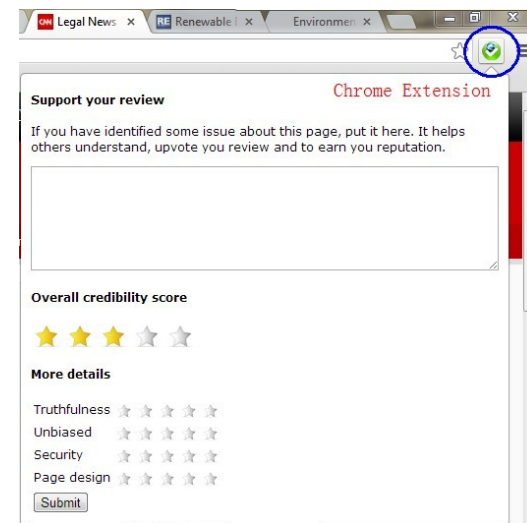 CNN Legal News × RE Renewable × Environmen ×
Chrome Extension
Support your review
If you have identified some issue about this page, put it here. It helps
others understand, upvote you review and to earn you reputation.
Overall credibility score
More details
Truthfulness
Unbiased
Security
Page design
Submit